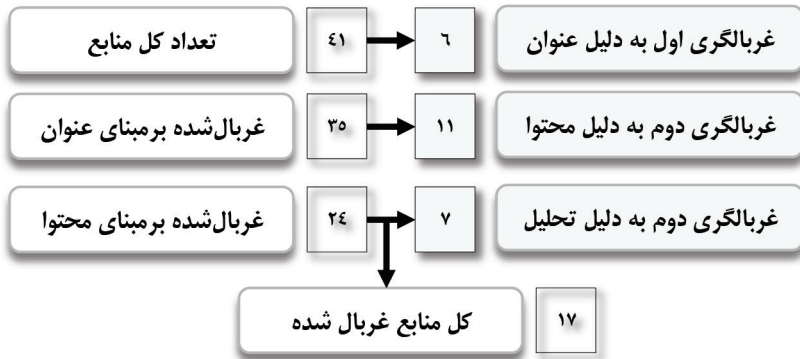 غربالگری اول به دلیل عنوان ٦ ٤١ تعداد کل منابع
غربالگری دوم به دلیل محتوا ١١ ٣٥ غربال‌شده برمبنای عنوان
غربالگری دوم به دلیل تحلیل ٧ ٢٤ غربال‌شده برمبنای محتوا
١٧ کل منابع غربال شده